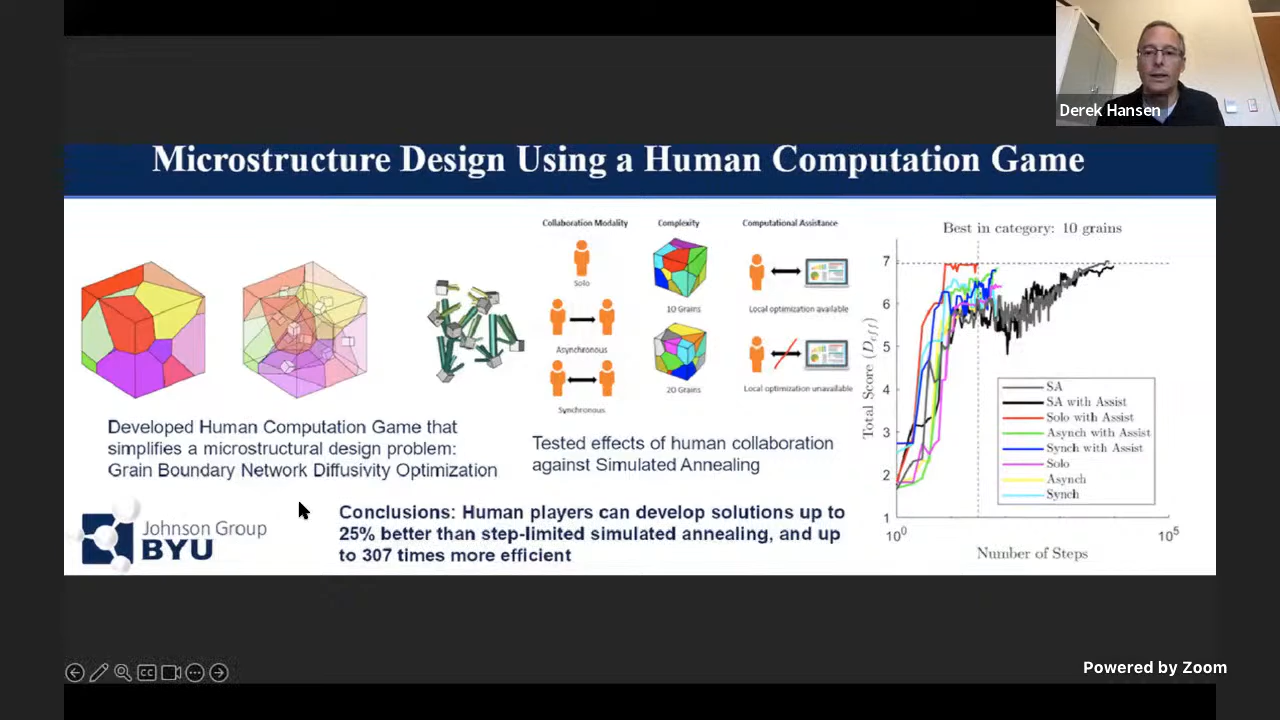 Derek Hansen
Microstructure Design Using a Human Computation Game
Developed Human Computation Game that
simplifies a microstructural design problem:
Grain Boundary Network Diffusivity Optimization
Johnson Group
BYU
Collaboration Modality
Complexity
Computational Assistance
Solo
10 Grains
Local optimization available
Asynchronous
20 Grains
Local optimization unavailable
Synchronous
Tested effects of human collaboration
against Simulated Annealing
Conclusions: Human players can develop solutions up to
25% better than step-limited simulated annealing, and up
to 307 times more efficient
Best in category: 10 grains
Total Score (D_eff)
7
6
5
4
3
2
1
SA
SA with Assist
Solo with Assist
Asynch with Assist
Synch with Assist
Solo
Asynch
Synch
10^0
10^5
Number of Steps
CC
Powered by Zoom